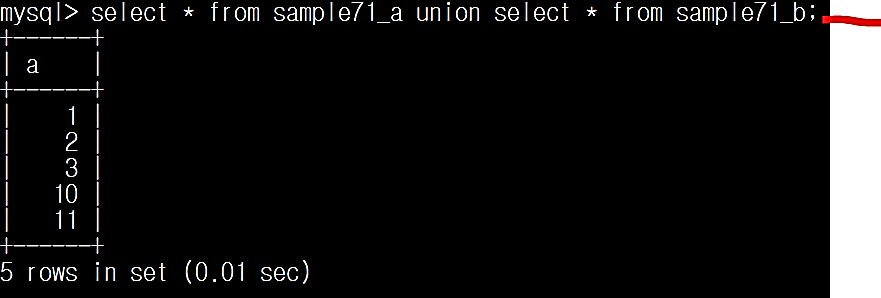 mysql> select * from sample71_a union select * from sample71_b;
+------+
| a    |
+------+
|    1 |
|    2 |
|    3 |
|   10 |
|   11 |
+------+
5 rows in set (0.01 sec)